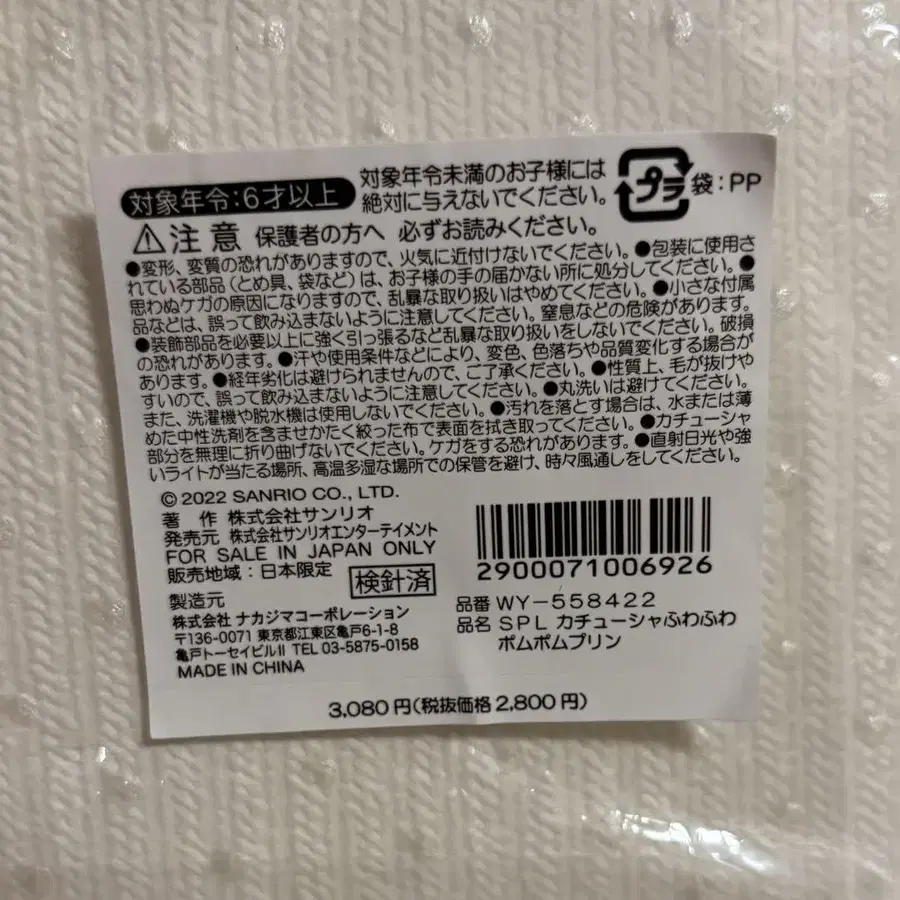 対象年令:6才以上
対象年令未満のお子様には
絶対に与えないでください。
プラ
袋:PP
⚠注意 保護者の方へ 必ずお読みください。
●変形、変質の恐れがありますので、火気に近付けないでください。●包装に使用さ
れている部品(とめ具、袋など)は、お子様の手の届かない所に処分してください。●
思わぬケガの原因になりますので、乱暴な取り扱いはやめてください。●小さな付属
品などは、誤って飲み込まないように注意してください。窒息などの危険があります。
●装飾部品を必要以上に強く引っ張るなど乱暴な取り扱いをしないでください。破損
の恐れがあります。●汗や使用条件などにより、変色、色落ちや品質変化する場合が
あります。●経年劣化は避けられませんので、ご了承ください。●性質上、毛が抜けや
すいので、誤って飲み込まないように注意してください。●丸洗いは避けてください。
また、洗濯機や脱水機は使用しないでください。●汚れを落とす場合は、水または薄
めた中性洗剤を含ませかたく絞った布で表面を拭き取ってください。●カチューシャ
部分を無理に折り曲げないでください。ケガをする恐れがあります。●直射日光や強
いライトが当たる場所、高温多湿な場所での保管を避け、時々風通しをしてください。
©2022 SANRIO CO., LTD.
著 作 株式会社サンリオ
発売元 株式会社サンリオエンターテイメント
FOR SALE IN JAPAN ONLY
販売地域:日本限定
検針済
製造元
株式会社 ナカジマコーポレーション
〒136-0071 東京都江東区亀戸6-1-8
亀戸トーセイビルII TEL 03-5875-0158
MADE IN CHINA
2900071006926
品番 WY-558422
品名 SPL カチューシャふわふわ
ポムポムプリン
3,080円(税抜価格2,800円)